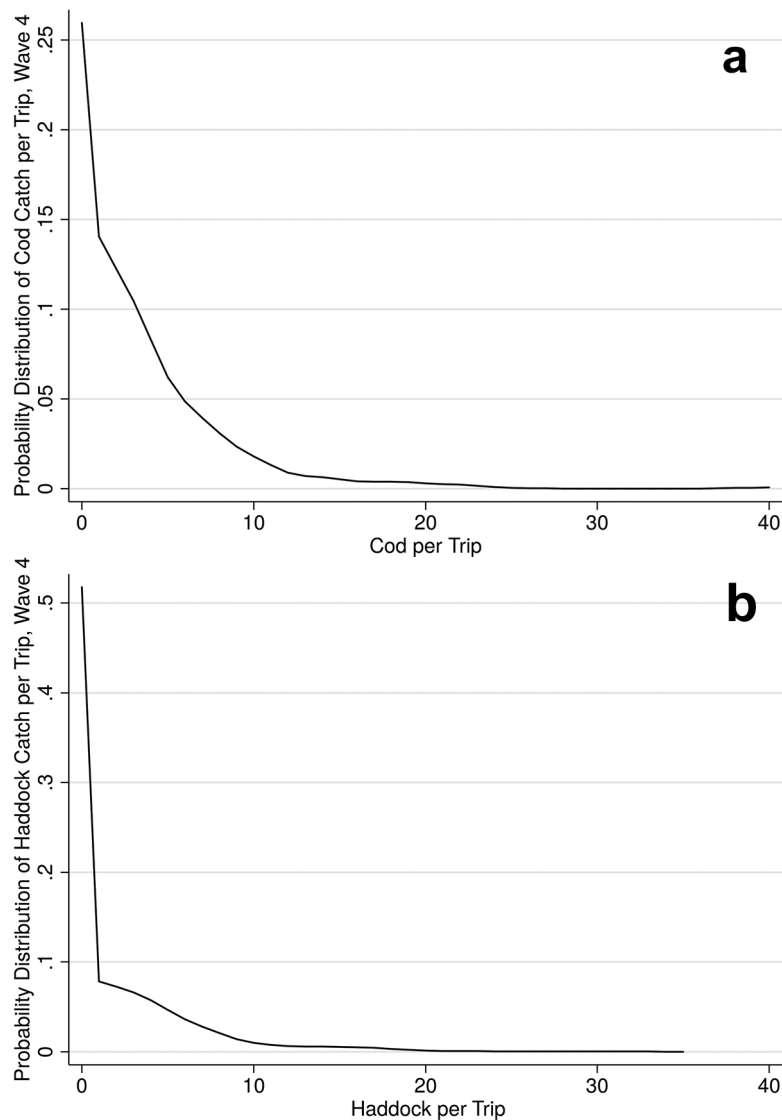 a
Probability Distribution of Cod Catch per Trip, Wave 4
.25
.2
.15
.1
.05
0
0 10 20 30 40
Cod per Trip
b
Probability Distribution of Haddock Catch per Trip, Wave 4
.5
.4
.3
.2
.1
0
0 10 20 30 40
Haddock per Trip